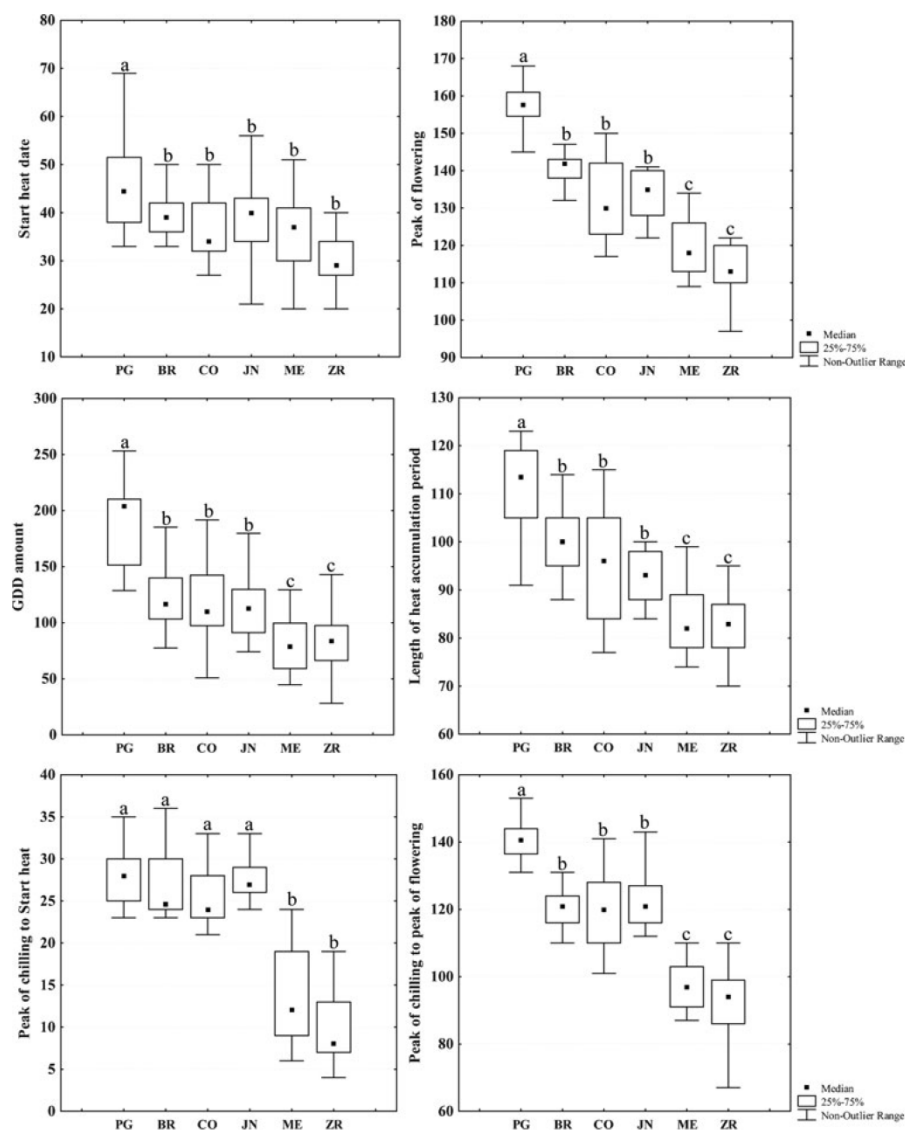 80
70
60
50
40
30
20
10
Start heat date
a
b
b
b
b
b
PG BR CO JN ME ZR
180
170
160
150
140
130
120
110
100
90
Peak of flowering
a
b
b
b
c
c
PG BR CO JN ME ZR
Median
25%-75%
Non-Outlier Range
300
250
200
150
100
50
0
GDD amount
a
b
b
b
c
c
PG BR CO JN ME ZR
130
120
110
100
90
80
70
60
Length of heat accumulation period
a
b
b
b
c
c
PG BR CO JN ME ZR
Median
25%-75%
Non-Outlier Range
40
35
30
25
20
15
10
5
0
Peak of chilling to Start heat
a
a
a
a
b
b
PG BR CO JN ME ZR
160
140
120
100
80
60
Peak of chilling to peak of flowering
a
b
b
b
c
c
PG BR CO JN ME ZR
Median
25%-75%
Non-Outlier Range